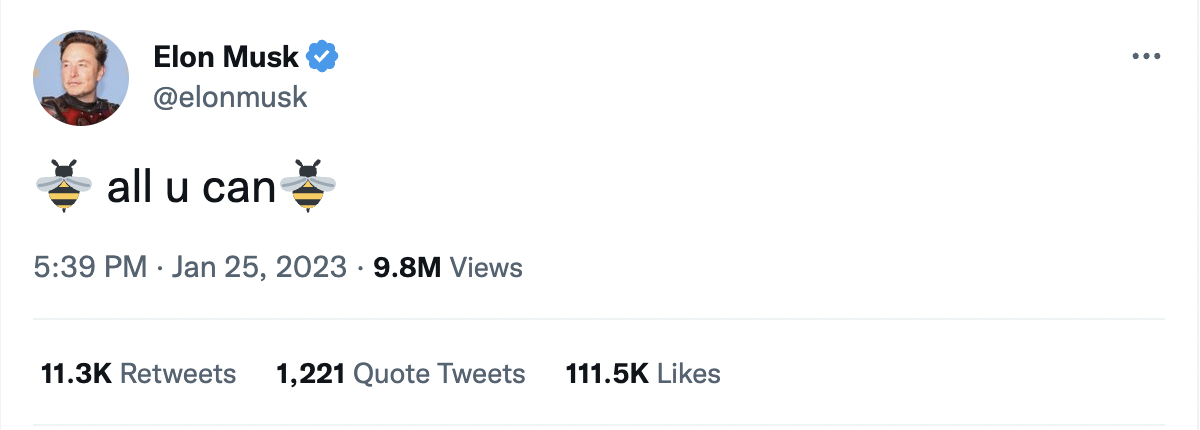 Elon Musk
@elonmusk
🐝 all u can🐝
5:39 PM · Jan 25, 2023 · 9.8M Views
11.3K Retweets 1,221 Quote Tweets 111.5K Likes